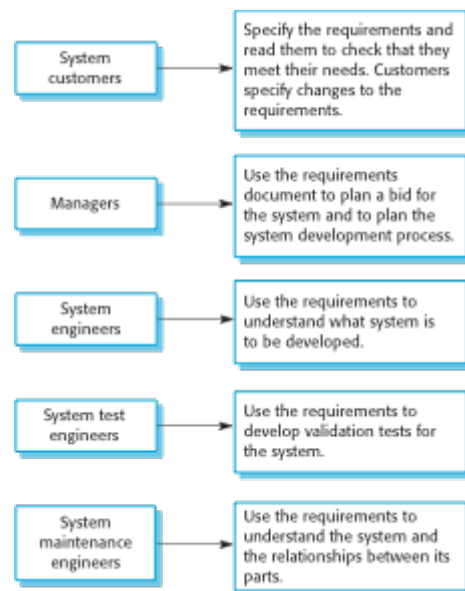 System
customers
Specify the requirements and
read them to check that they
meet their needs. Customers
specify changes to the
requirements.
Managers
Use the requirements
document to plan a bid for
the system and to plan the
system development process.
System
engineers
Use the requirements to
understand what system is
to be developed.
System test
engineers
Use the requirements to
develop validation tests for
the system.
System
maintenance
engineers
Use the requirements to
understand the system and
the relationships between its
parts.